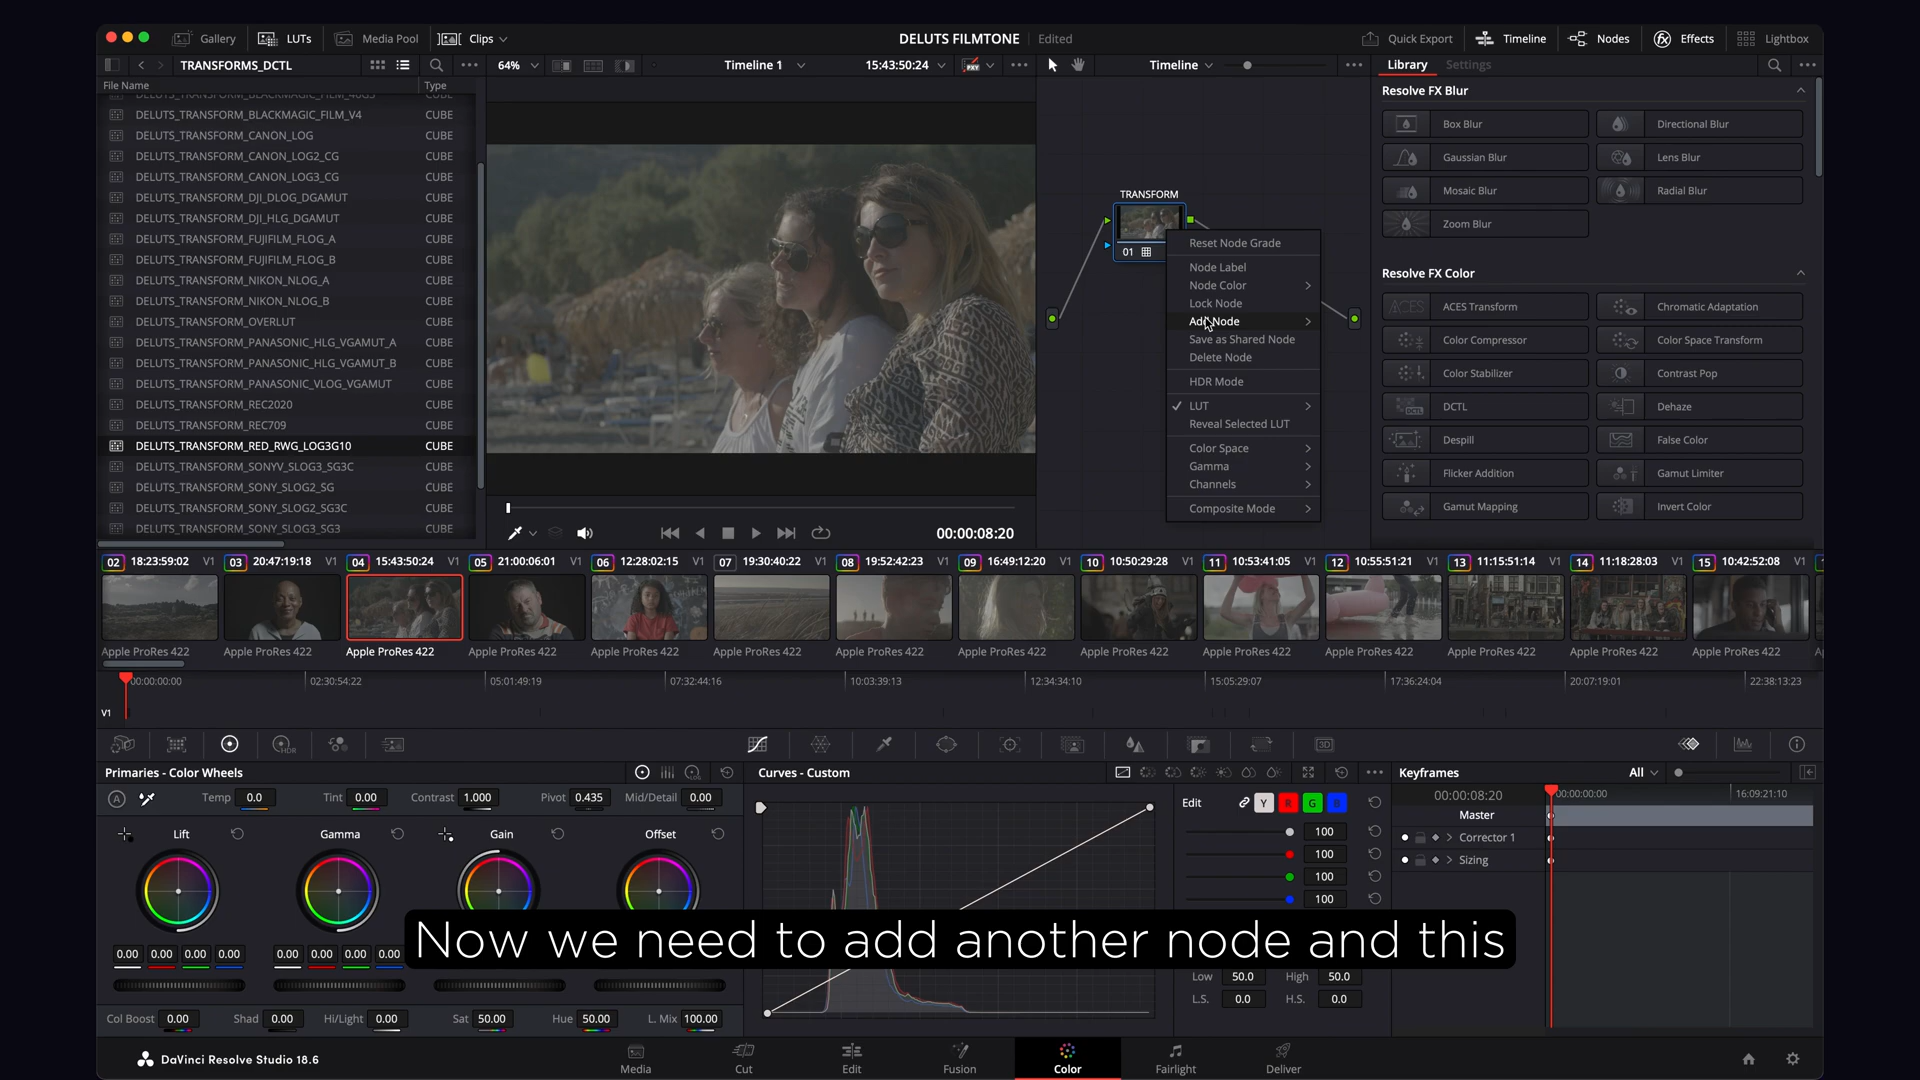 Gallery LUTs Media Pool Clips DELUTS FILMTONE Edited Quick Export Timeline Nodes Effects Lightbox
TRANSFORMS_DCTL 64% Timeline 1 15:43:50:24 Timeline Library Settings
File Name Type
DELUTS_TRANSFORM_BLACKMAGIC_FILM_V4 CUBE
DELUTS_TRANSFORM_CANON_LOG CUBE
DELUTS_TRANSFORM_CANON_LOG2_CG CUBE
DELUTS_TRANSFORM_CANON_LOG3_CG CUBE
DELUTS_TRANSFORM_DJI_DLOG_DGAMUT CUBE
DELUTS_TRANSFORM_DJI_HLG_DGAMUT CUBE
DELUTS_TRANSFORM_FUJIFILM_FLOG_A CUBE
DELUTS_TRANSFORM_FUJIFILM_FLOG_B CUBE
DELUTS_TRANSFORM_NIKON_NLOG_A CUBE
DELUTS_TRANSFORM_NIKON_NLOG_B CUBE
DELUTS_TRANSFORM_OVERLUT CUBE
DELUTS_TRANSFORM_PANASONIC_HLG_VGAMUT_A CUBE
DELUTS_TRANSFORM_PANASONIC_HLG_VGAMUT_B CUBE
DELUTS_TRANSFORM_PANASONIC_VLOG_VGAMUT CUBE
DELUTS_TRANSFORM_REC2020 CUBE
DELUTS_TRANSFORM_REC709 CUBE
DELUTS_TRANSFORM_RED_RWG_LOG3G10 CUBE
DELUTS_TRANSFORM_SONYV_SLOG3_SG3C CUBE
DELUTS_TRANSFORM_SONY_SLOG2_SG CUBE
DELUTS_TRANSFORM_SONY_SLOG2_SG3C CUBE
DELUTS_TRANSFORM_SONY_SLOG3_SG3 CUBE
00:00:08:20
TRANSFORM
01
Reset Node Grade
Node Label
Node Color
Lock Node
Add Node
Save as Shared Node
Delete Node
HDR Mode
LUT
Reveal Selected LUT
Color Space
Gamma
Channels
Composite Mode
Resolve FX Blur
Box Blur Directional Blur
Gaussian Blur Lens Blur
Mosaic Blur Radial Blur
Zoom Blur
Resolve FX Color
ACES Transform Chromatic Adaptation
Color Compressor Color Space Transform
Color Stabilizer Contrast Pop
DCTL Dehaze
Despill False Color
Flicker Addition Gamut Limiter
Gamut Mapping Invert Color
02 18:23:59:02 V1 03 20:47:19:18 V1 04 15:43:50:24 V1 05 21:00:06:01 V1 06 12:28:02:15 V1 07 19:30:40:22 V1 08 19:52:42:23 V1 09 16:49:12:20 V1 10 10:50:29:28 V1 11 10:53:41:05 V1 12 10:55:51:21 V1 13 11:15:51:14 V1 14 11:18:28:03 V1 15 10:42:52:08 V1
Apple ProRes 422 Apple ProRes 422 Apple ProRes 422 Apple ProRes 422 Apple ProRes 422 Apple ProRes 422 Apple ProRes 422 Apple ProRes 422 Apple ProRes 422 Apple ProRes 422 Apple ProRes 422 Apple ProRes 422 Apple ProRes 422 Apple ProRes 422
00:00:00:00 02:30:54:22 05:01:49:19 07:32:44:16 10:03:39:13 12:34:34:10 15:05:29:07 17:36:24:04 20:07:19:01 22:38:13:23
V1
Primaries - Color Wheels Curves - Custom Keyframes All
Temp 0.0 Tint 0.00 Contrast 1.000 Pivot 0.435 Mid/Detail 0.00
Lift Gamma Gain Offset
0.00 0.00 0.00 0.00 0.00 0.00 0.00 0.00
Col Boost 0.00 Shad 0.00 Hi/Light 0.00 Sat 50.00 Hue 50.00 L. Mix 100.00
Edit Y R G B
100
100
100
100
Low 50.0 High 50.0
L.S. 0.0 H.S. 0.0
00:00:08:20 00:00:00:00 16:09:21:10
Master
Corrector 1
Sizing
Now we need to add another node and this
DaVinci Resolve Studio 18.6 Media Cut Edit Fusion Color Fairlight Deliver